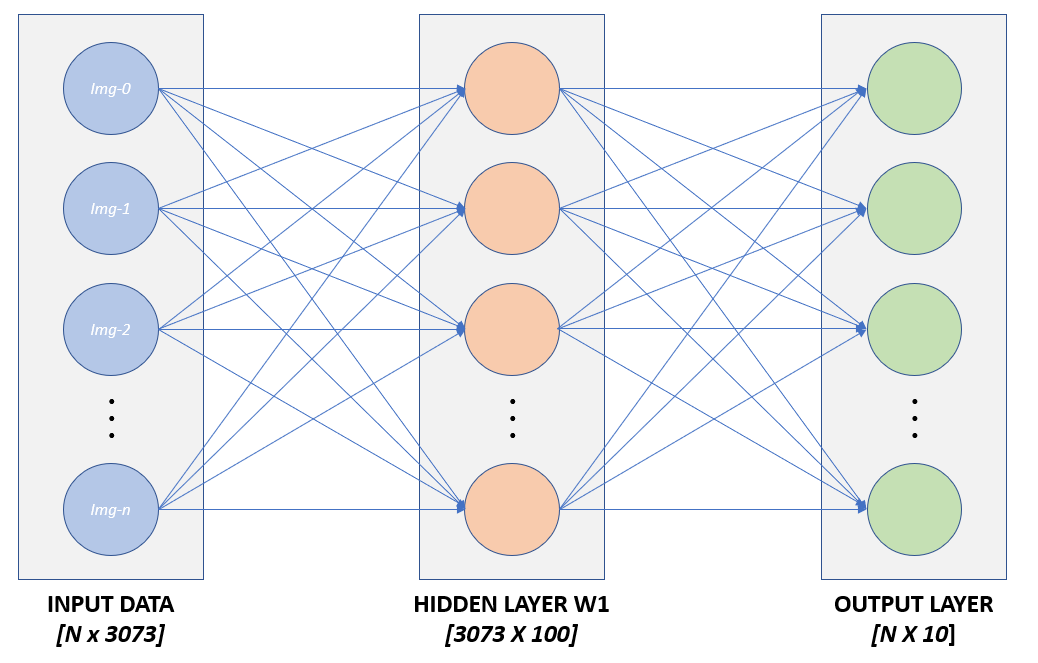 Img-0
Img-1
Img-2
Img-n
INPUT DATA
[N x 3073]
HIDDEN LAYER W1
[3073 X 100]
OUTPUT LAYER
[N X 10]